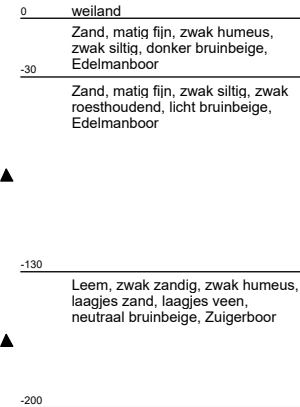 0 weiland
Zand, matig fijn, zwak humeus,
zwak siltig, donker bruinbeige,
Edelmanboor
-30
Zand, matig fijn, zwak siltig, zwak
roesthoudend, licht bruinbeige,
Edelmanboor
-130
Leem, zwak zandig, zwak humeus,
laagjes zand, laagjes veen,
neutraal bruinbeige, Zuigerboor
-200